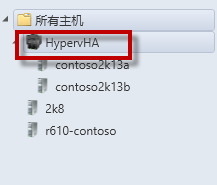 所有主机
HypervHA
contoso2k13a
contoso2k13b
2k8
r610-contoso